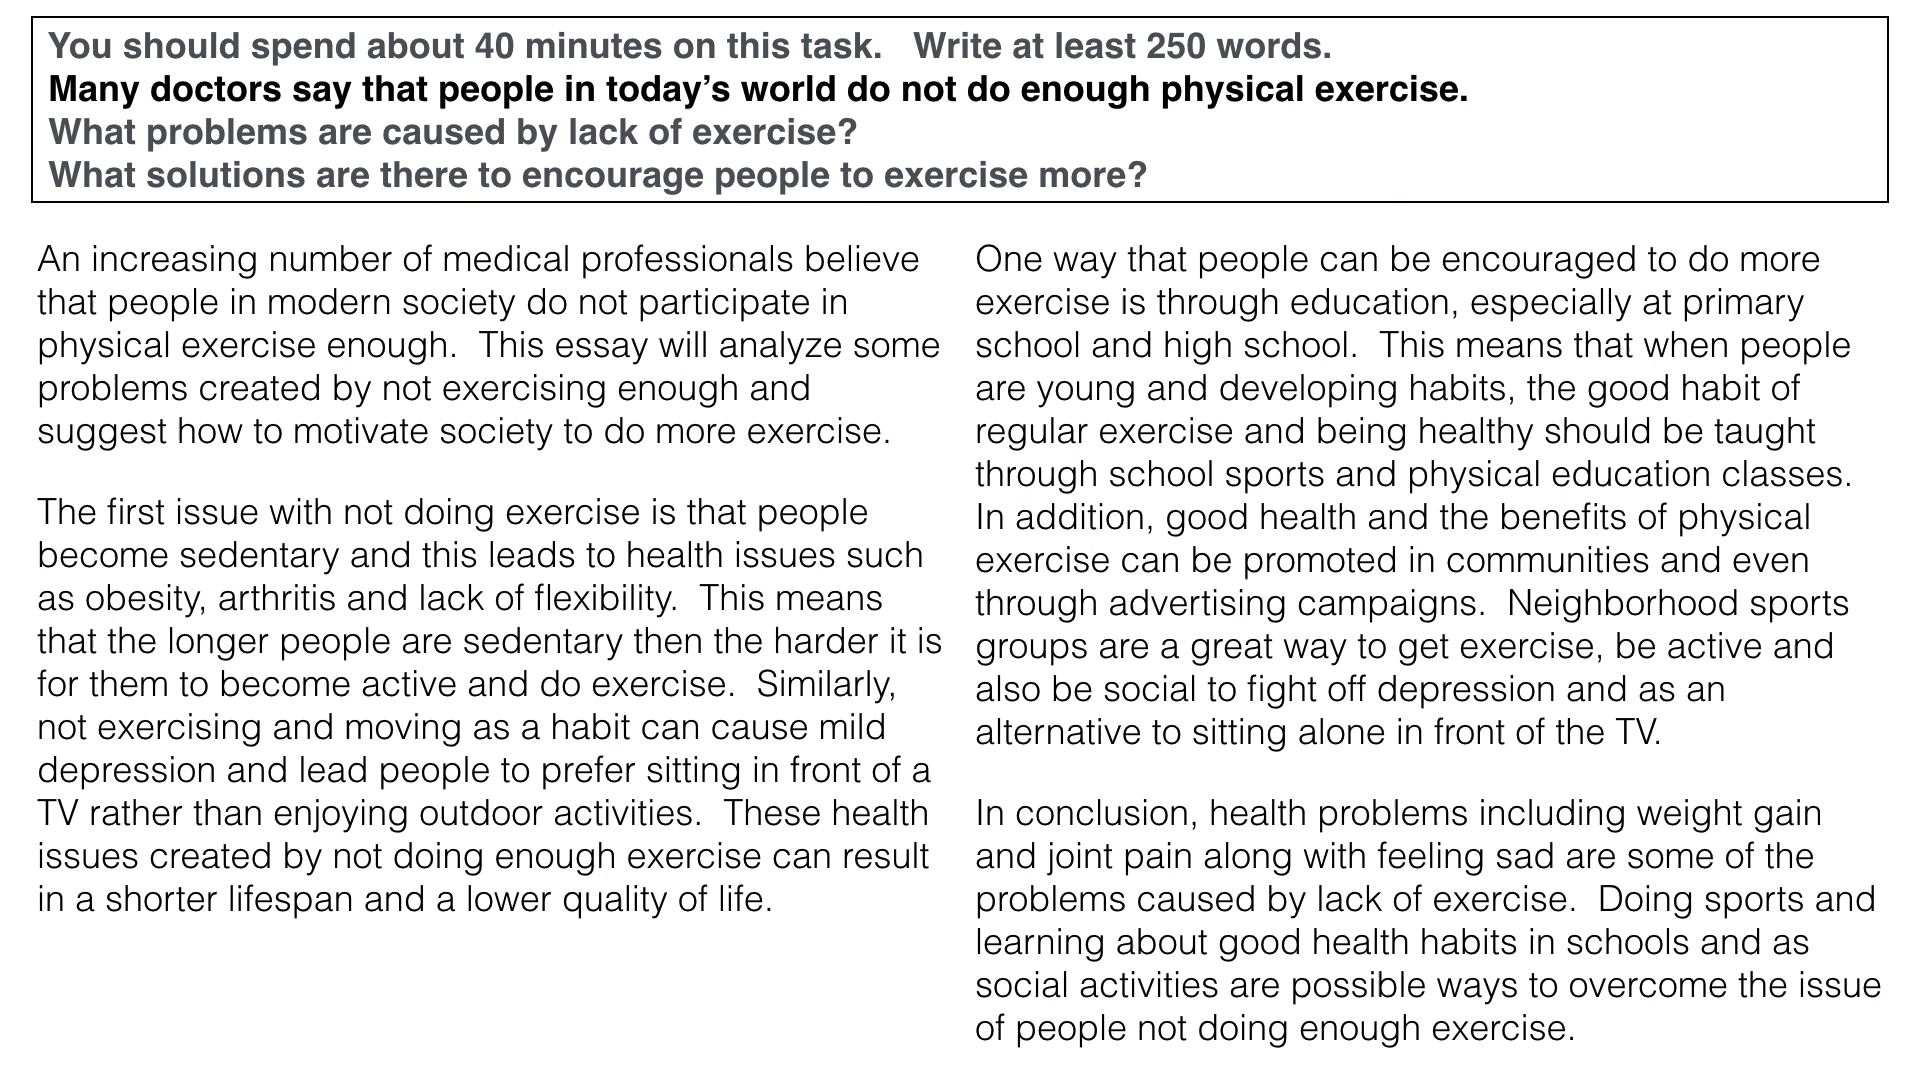 You should spend about 40 minutes on this task.   Write at least 250 words.
Many doctors say that people in today’s world do not do enough physical exercise.
What problems are caused by lack of exercise?
What solutions are there to encourage people to exercise more?
An increasing number of medical professionals believe
that people in modern society do not participate in
physical exercise enough.  This essay will analyze some
problems created by not exercising enough and
suggest how to motivate society to do more exercise.
The first issue with not doing exercise is that people
become sedentary and this leads to health issues such
as obesity, arthritis and lack of flexibility.  This means
that the longer people are sedentary then the harder it is
for them to become active and do exercise.  Similarly,
not exercising and moving as a habit can cause mild
depression and lead people to prefer sitting in front of a
TV rather than enjoying outdoor activities.  These health
issues created by not doing enough exercise can result
in a shorter lifespan and a lower quality of life.
One way that people can be encouraged to do more
exercise is through education, especially at primary
school and high school.  This means that when people
are young and developing habits, the good habit of
regular exercise and being healthy should be taught
through school sports and physical education classes.
In addition, good health and the benefits of physical
exercise can be promoted in communities and even
through advertising campaigns.  Neighborhood sports
groups are a great way to get exercise, be active and
also be social to fight off depression and as an
alternative to sitting alone in front of the TV.
In conclusion, health problems including weight gain
and joint pain along with feeling sad are some of the
problems caused by lack of exercise.  Doing sports and
learning about good health habits in schools and as
social activities are possible ways to overcome the issue
of people not doing enough exercise.